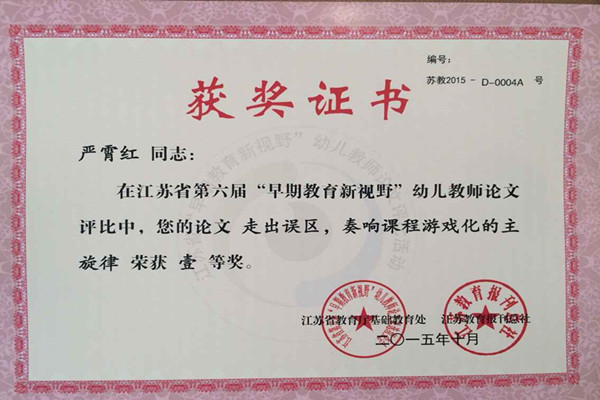 编号：
苏教2015－D-0004A 号
获奖证书
严霄红 同志：
在江苏省第六届“早期教育新视野”幼儿教师论文
评比中，您的论文 走出误区，奏响课程游戏化的主
旋律 荣获 壹 等奖。
江苏省教育厅基础教育处 江苏教育报刊总社
二〇一五年十月